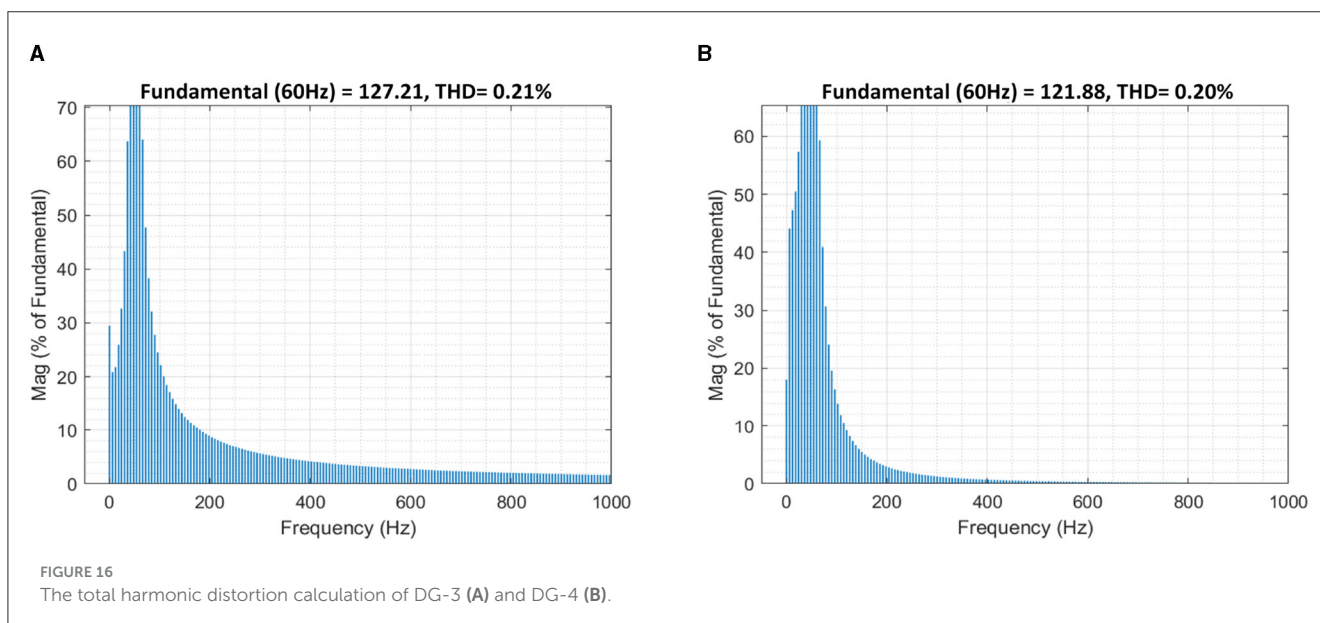 A
Fundamental (60Hz) = 127.21, THD= 0.21%
70
60
50
40
30
20
10
0
Mag (% of Fundamental)
0 200 400 600 800 1000
Frequency (Hz)
B
Fundamental (60Hz) = 121.88, THD= 0.20%
60
50
40
30
20
10
0
Mag (% of Fundamental)
0 200 400 600 800 1000
Frequency (Hz)
FIGURE 16
The total harmonic distortion calculation of DG-3 (A) and DG-4 (B).